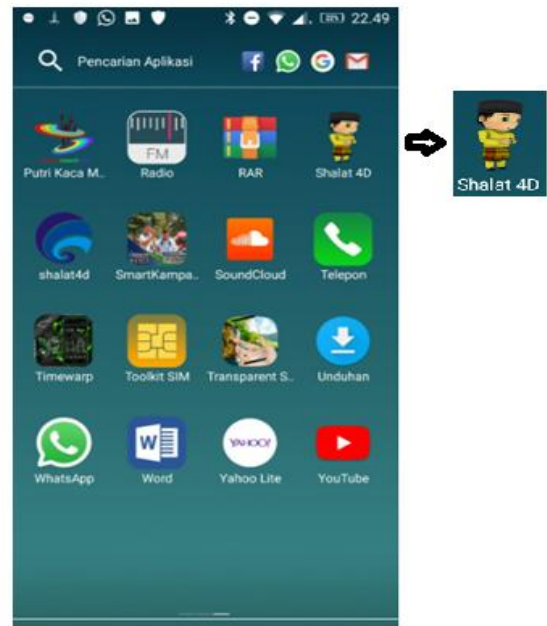 22.49
Pencarian Aplikasi
FM
Putri Kaca M..
Radio
RAR
Shalat 4D
Shalat 4D
shalat4d
SmartKampa..
SoundCloud
Telepon
Timewarp
Toolkit SIM
Transparent S..
Unduhan
W
YAHOO!
WhatsApp
Word
Yahoo Lite
YouTube